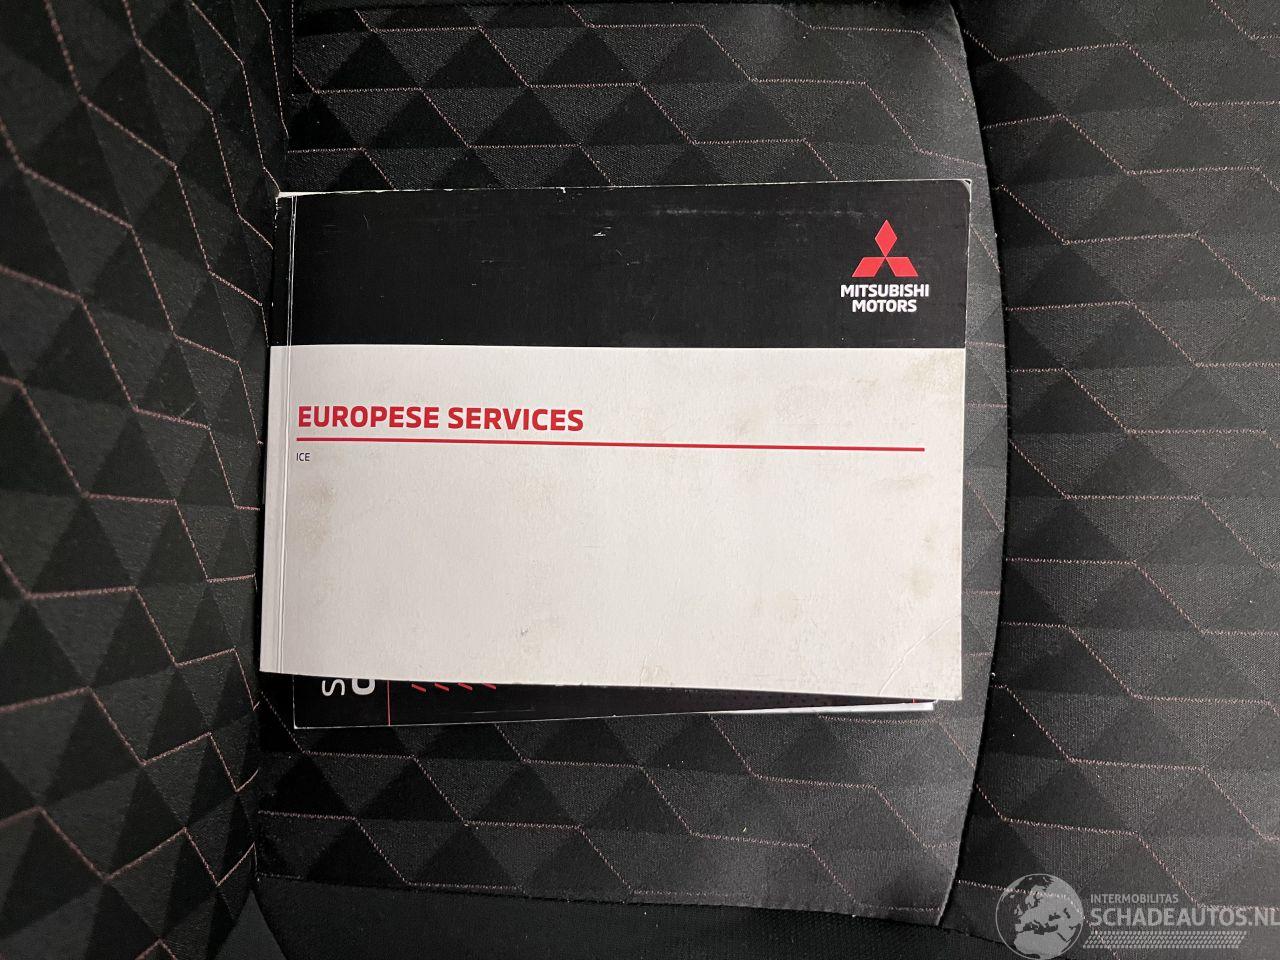 MITSUBISHI
MOTORS
EUROPESE SERVICES
ICE
INTERMOBILITAS
SCHADEAUTOS.NL